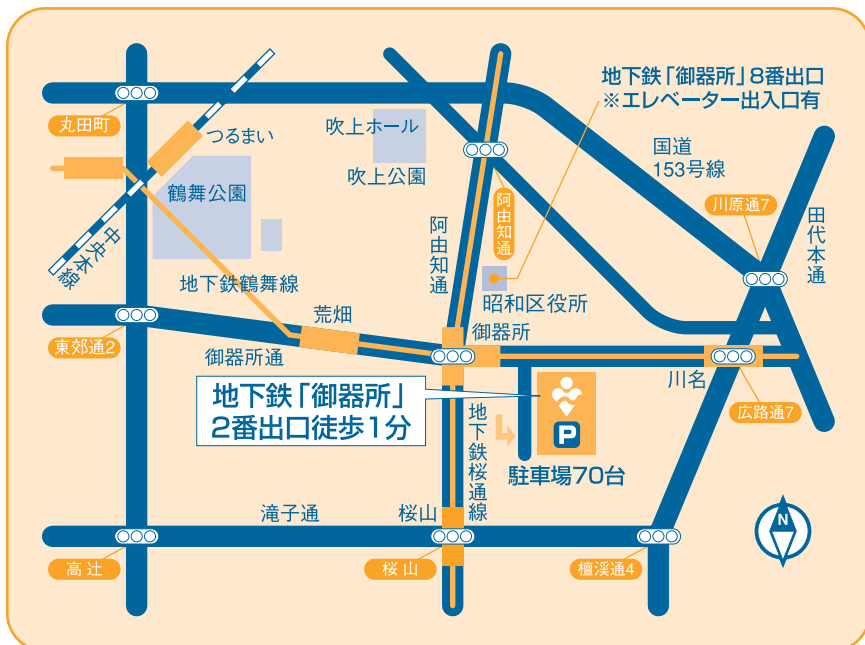 地下鉄「御器所」8番出口
※エレベーター出入口有
丸田町
つるまい
吹上ホール
吹上公園
国道
153号線
鶴舞公園
阿由知通
阿由知通
川原通7
田代本通
中央本線
地下鉄鶴舞線
昭和区役所
荒畑
御器所
東郊通2
御器所通
川名
地下鉄「御器所」
2番出口徒歩1分
広路通7
地下鉄桜通線
P
駐車場70台
滝子通
桜山
N
高辻
桜山
檀渓通4